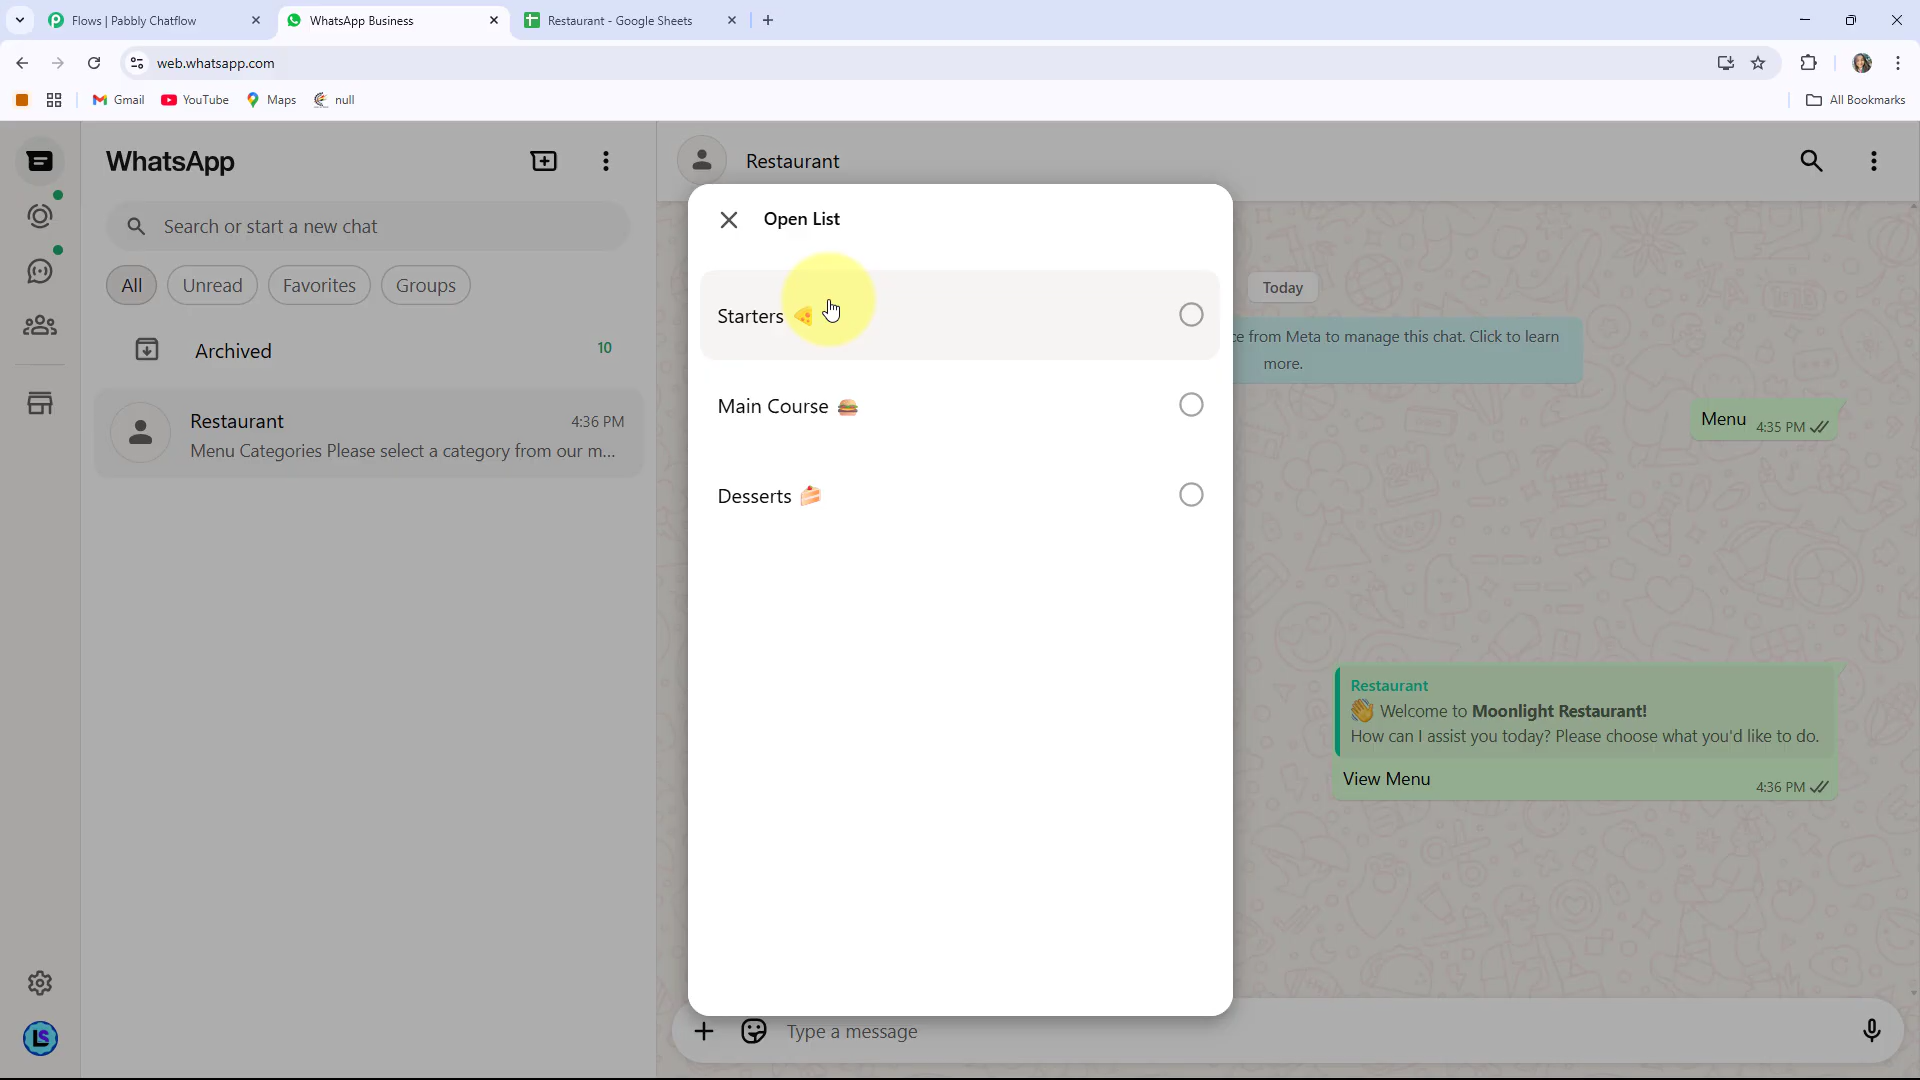 Flows | Pabbly Chatflow
WhatsApp Business
Restaurant - Google Sheets
web.whatsapp.com
Gmail
YouTube
Maps
null
All Bookmarks
WhatsApp
Search or start a new chat
All
Unread
Favorites
Groups
Archived
10
Restaurant
4:36 PM
Menu Categories Please select a category from our m...
Restaurant
Open List
Starters 🍕
Main Course 🍔
Desserts 🍰
Today
from Meta to manage this chat. Click to learn
more.
Menu 4:35 PM
Restaurant
👋 Welcome to Moonlight Restaurant!
How can I assist you today? Please choose what you'd like to do.
View Menu
4:36 PM
Type a message